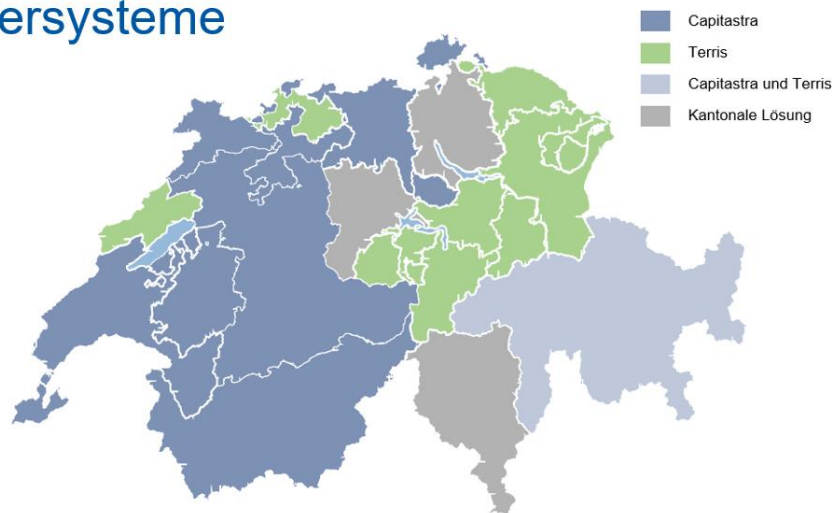 ersysteme
Capitastra
Terris
Capitastra und Terris
Kantonale Lösung